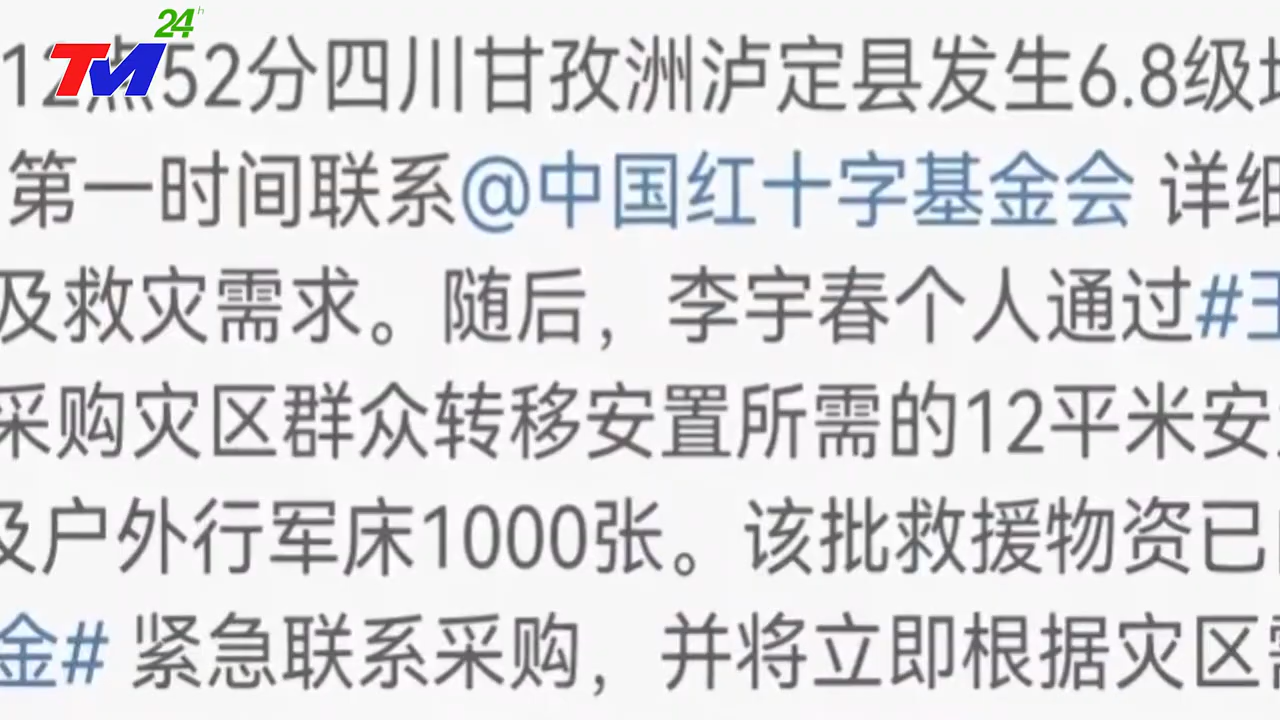 24h
TM
12点52分四川甘孜洲泸定县发生6.8级
第一时间联系@中国红十字基金会 详细
及救灾需求。随后，李宇春个人通过#王
采购灾区群众转移安置所需的12平米安
及户外行军床1000张。该批救援物资已
金# 紧急联系采购，并将立即根据灾区